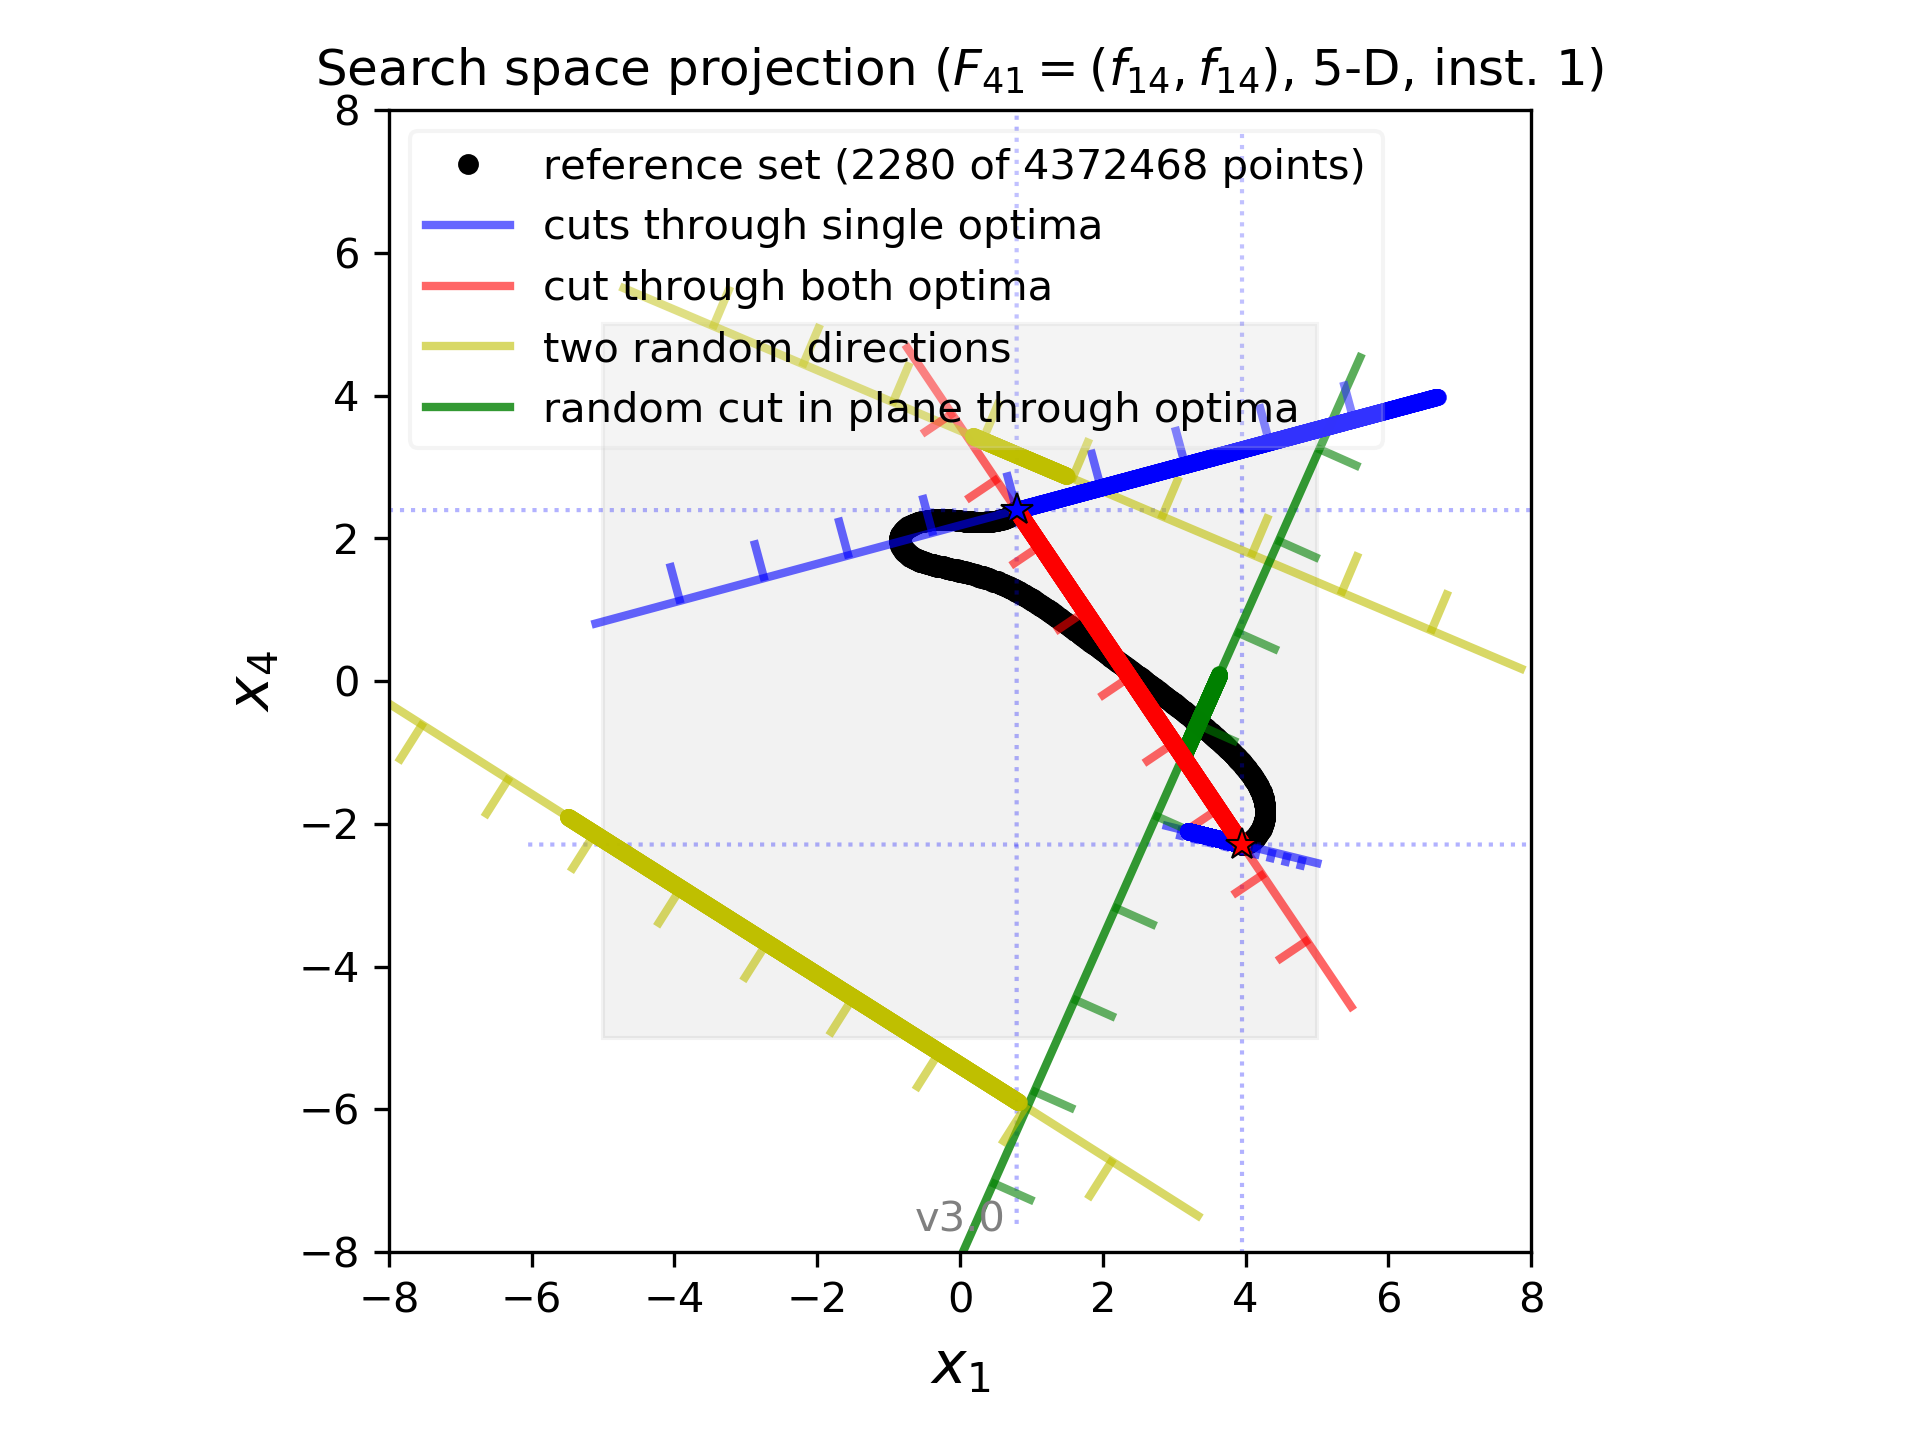 Search space projection (F₄₁ = (f₁₄, f₁₄), 5-D, inst. 1)
reference set (2280 of 4372468 points)
cuts through single optima
cut through both optima
two random directions
random cut in plane through optima
8
6
4
2
0
−2
−4
−6
−8
x₄
v3.0
−8 −6 −4 −2 0 2 4 6 8
x₁